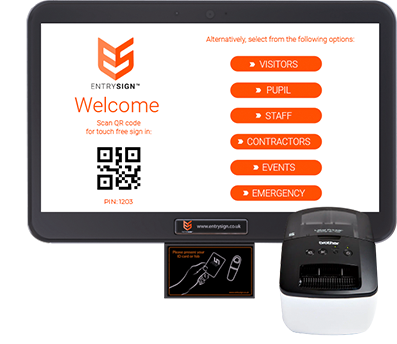 Alternatively, select from the following options:
ENTRYSIGN™
Welcome
Scan QR code
for touch free sign in:
PIN: 1203
» VISITORS
» PUPIL
» STAFF
» CONTRACTORS
» EVENTS
» EMERGENCY
www.entrysign.co.uk
Please present your
ID card or fob
brother